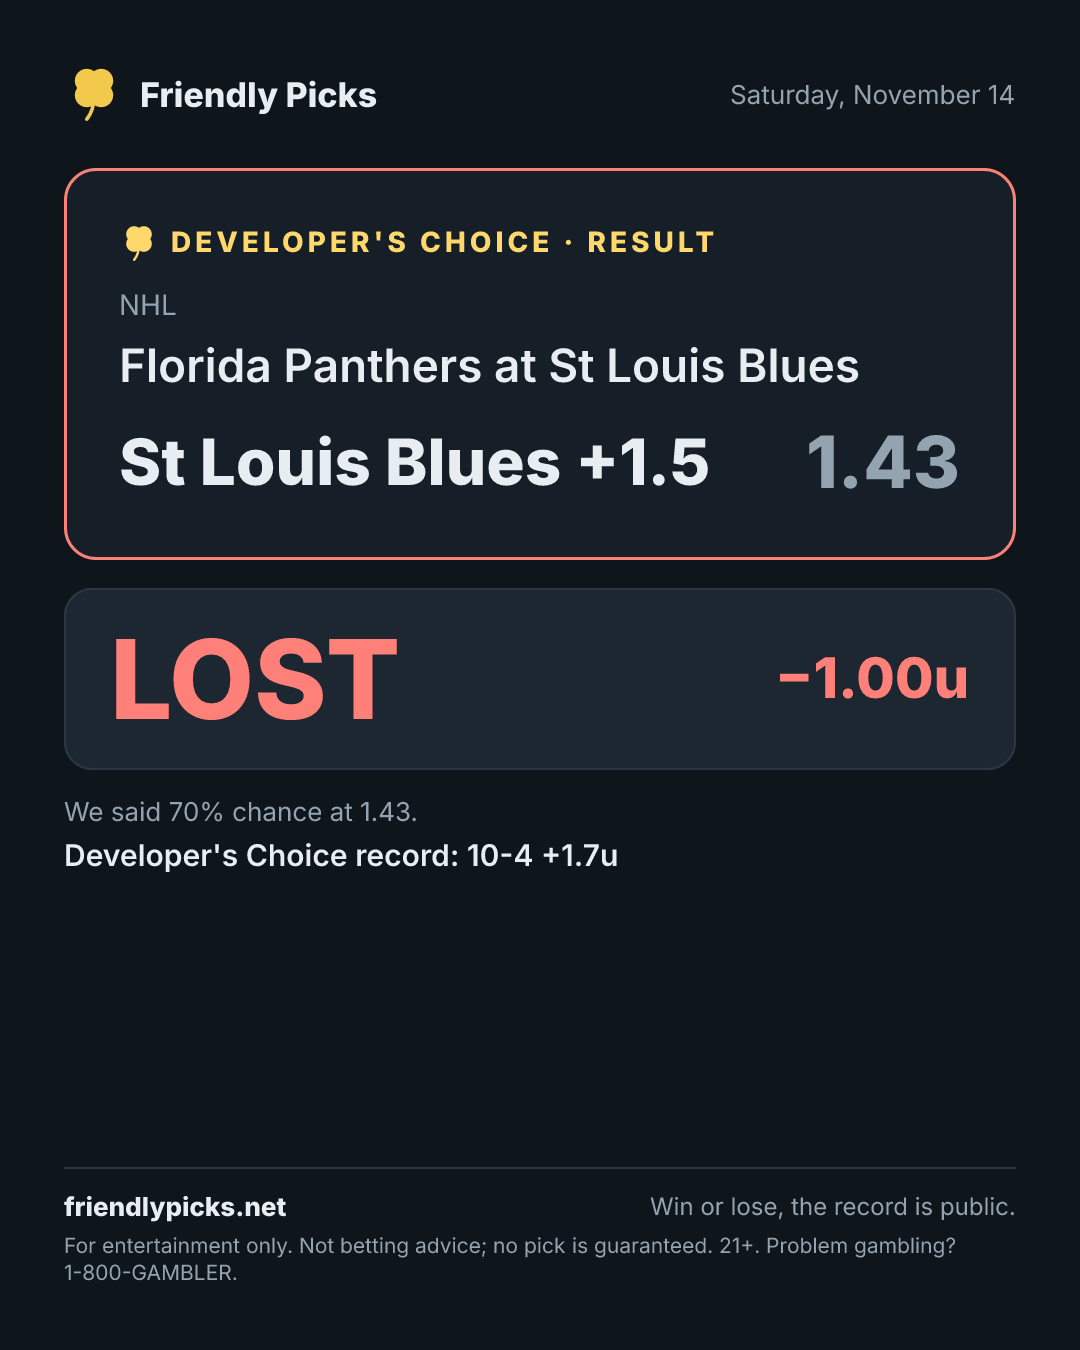 Friendly Picks
Saturday, November 14
DEVELOPER'S CHOICE · RESULT
NHL
Florida Panthers at St Louis Blues
St Louis Blues +1.5 1.43
LOST −1.00u
We said 70% chance at 1.43.
Developer's Choice record: 10-4 +1.7u
friendlypicks.net
Win or lose, the record is public.
For entertainment only. Not betting advice; no pick is guaranteed. 21+. Problem gambling?
1-800-GAMBLER.